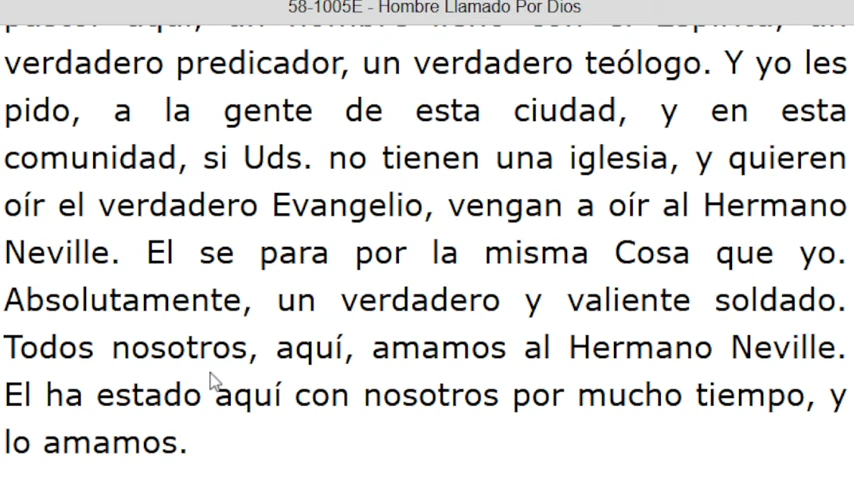 58-1005E - Hombre Llamado Por Dios
verdadero predicador, un verdadero teólogo. Y yo les
pido, a la gente de esta ciudad, y en esta
comunidad, si Uds. no tienen una iglesia, y quieren
oír el verdadero Evangelio, vengan a oír al Hermano
Neville. El se para por la misma Cosa que yo.
Absolutamente, un verdadero y valiente soldado.
Todos nosotros, aquí, amamos al Hermano Neville.
El ha estado aquí con nosotros por mucho tiempo, y
lo amamos.